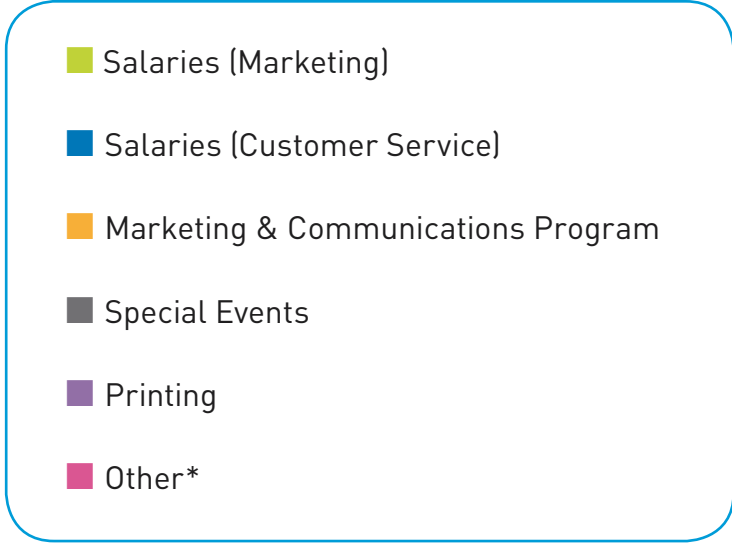 Salaries (Marketing)
Salaries (Customer Service)
Marketing & Communications Program
Special Events
Printing
Other*